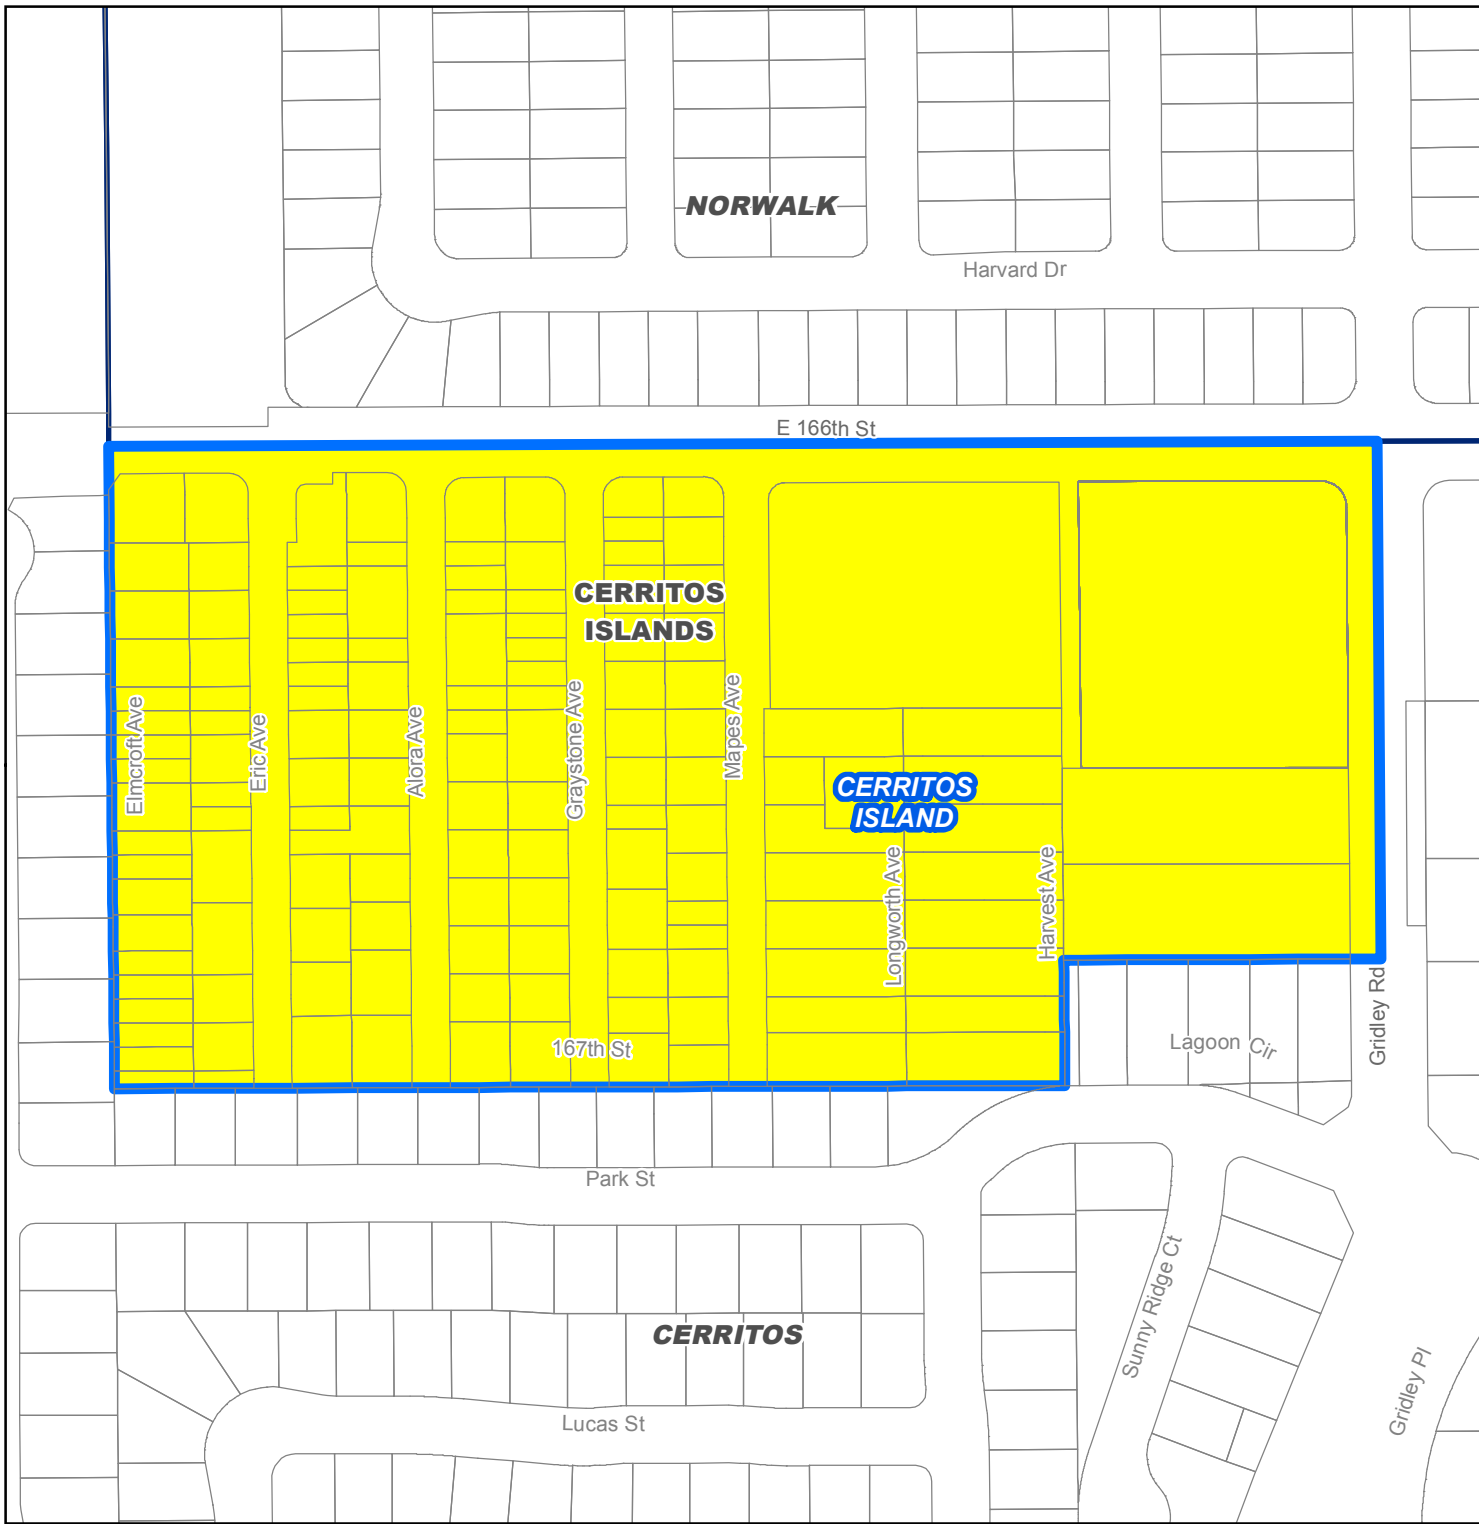 NORWALK
Harvard Dr
E 166th St
CERRITOS
ISLANDS
Elmcroft Ave
Eric Ave
Alora Ave
Graystone Ave
Mapes Ave
CERRITOS
ISLAND
Longworth Ave
Harvest Ave
167th St
Lagoon Cir
Gridley Rd
Park St
Sunny Ridge Ct
CERRITOS
Gridley Pl
Lucas St